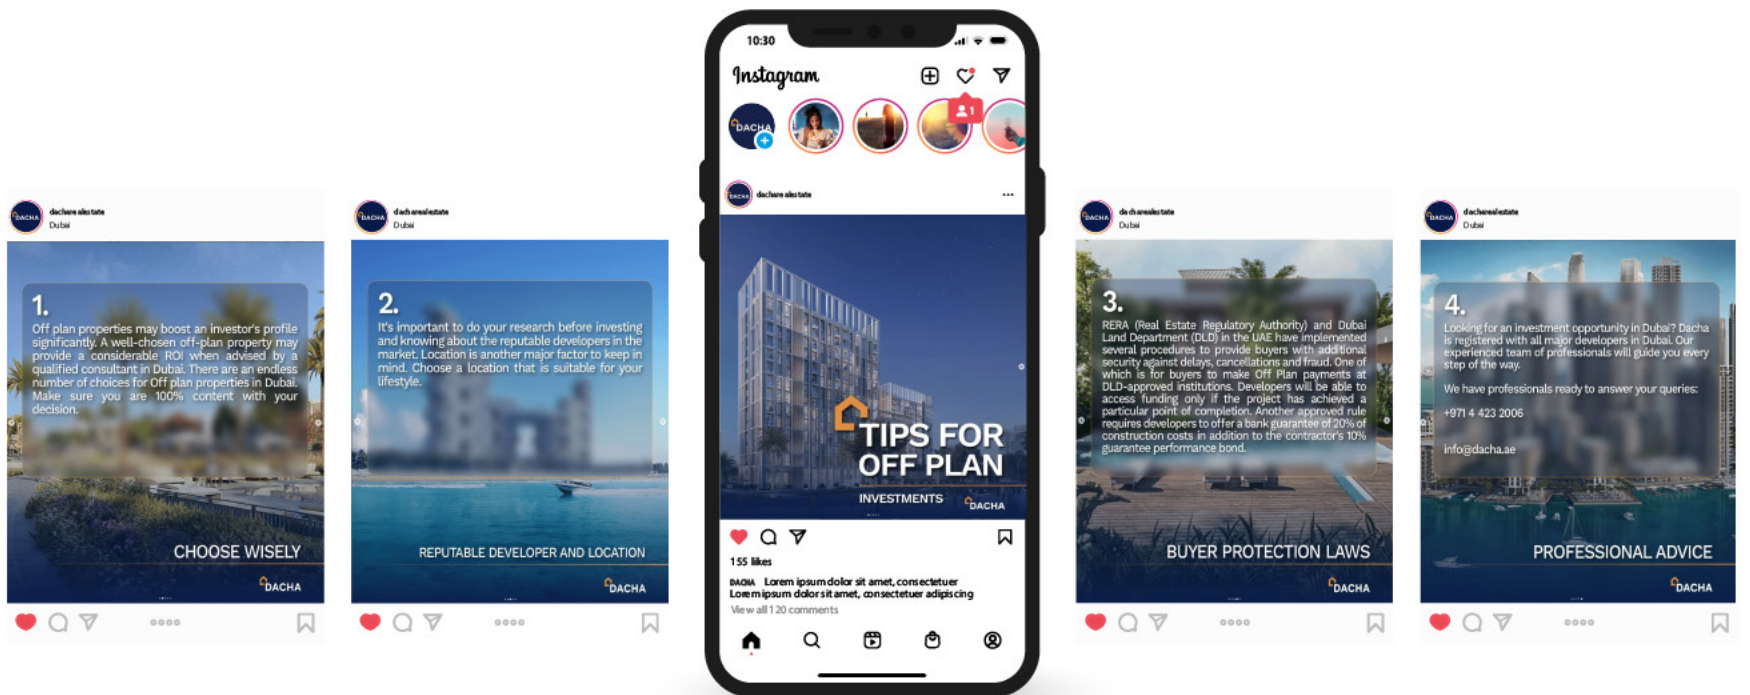 dacharealestate
Dubai
DACHA
1.
Off plan properties may boost an investor's profile
significantly. A well-chosen off-plan property may
provide a considerable ROI when advised by a
qualified consultant in Dubai. There are an endless
number of choices for Off plan properties in Dubai.
Make sure you are 100% content with your
decision.
CHOOSE WISELY
DACHA
dacharealestate
Dubai
DACHA
2.
It's important to do your research before investing
and knowing about the reputable developers in the
market. Location is another major factor to keep in
mind. Choose a location that is suitable for your
lifestyle.
REPUTABLE DEVELOPER AND LOCATION
DACHA
10:30
Instagram
1
DACHA
DACHA
dacharealestate
TIPS FOR
OFF PLAN
INVESTMENTS
DACHA
155 likes
DACHA Lorem ipsum dolor sit amet, consectetuer
Lorem ipsum dolor sit amet, consectetuer adipiscing
View all 120 comments
dacharealestate
Dubai
DACHA
3.
RERA (Real Estate Regulatory Authority) and Dubai
Land Department (DLD) in the UAE have implemented
several procedures to provide buyers with additional
security against delays, cancellations and fraud. One of
which is for buyers to make Off Plan payments at
DLD-approved institutions. Developers will be able to
access funding only if the project has achieved a
particular point of completion. Another approved rule
requires developers to offer a bank guarantee of 20% of
construction costs in addition to the contractor's 10%
guarantee performance bond.
BUYER PROTECTION LAWS
DACHA
dacharealestate
Dubai
DACHA
4.
Looking for an investment opportunity in Dubai? Dacha
is registered with all major developers in Dubai. Our
experienced team of professionals will guide you every
step of the way.
We have professionals ready to answer your queries:
+971 4 423 2006
info@dacha.ae
PROFESSIONAL ADVICE
DACHA